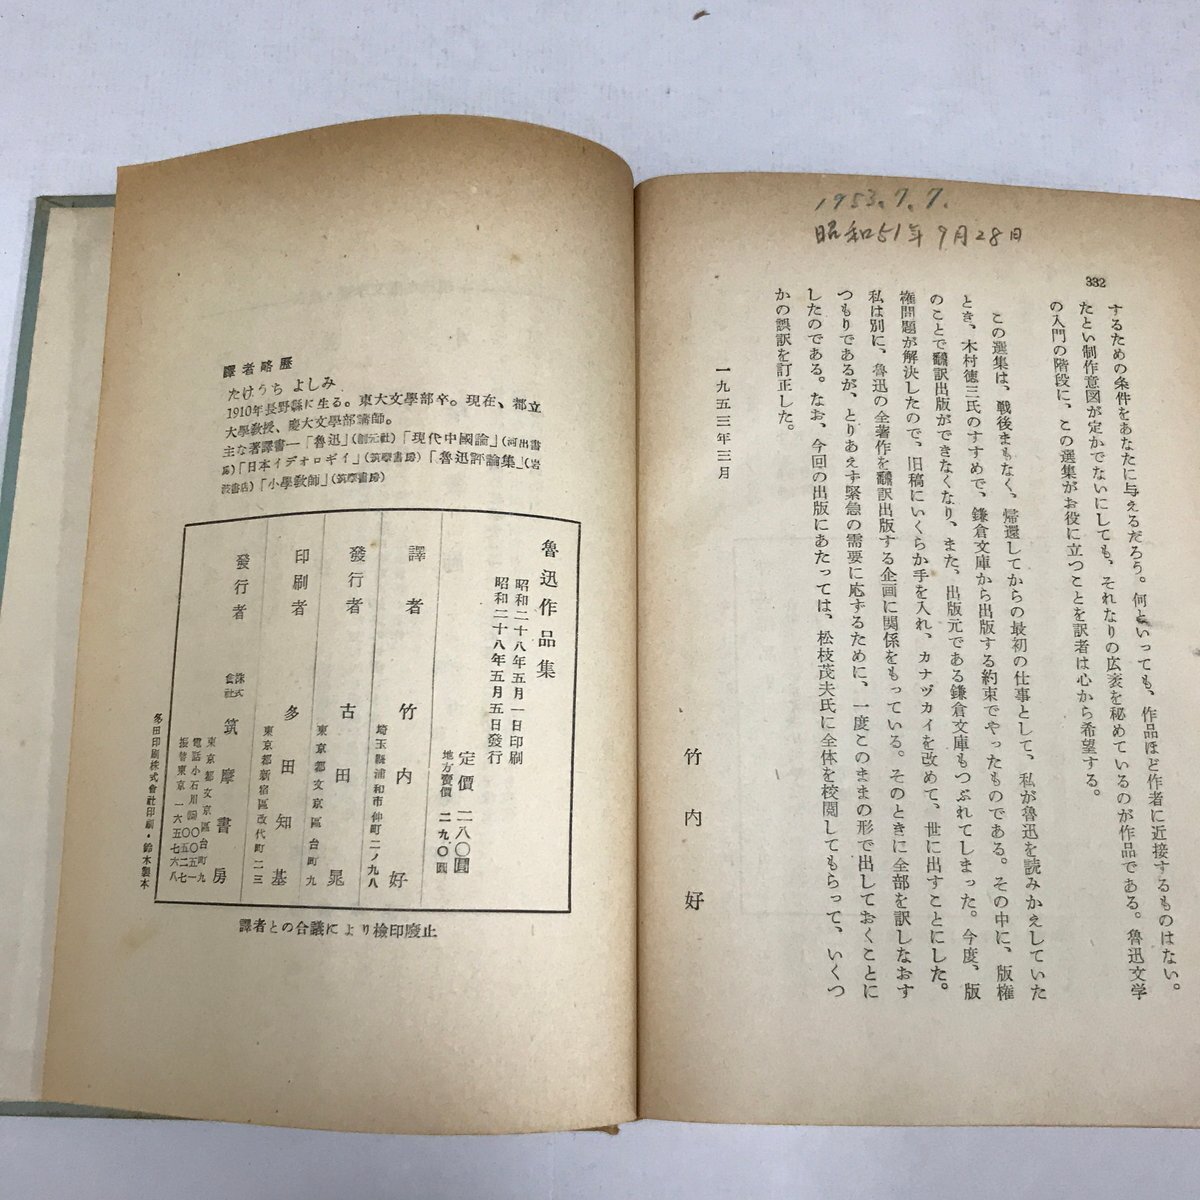 1953.7.7.
昭和51年9月28日
332
するための条件をあなたに与えるだろう。何といっても、作品ほど作者に近接するものはない。
たとい制作意図が定かでないにしても、それなりの広袤を秘めているのが作品である。魯迅文学
の入門の階段に、この選集がお役に立つことを訳者は心から希望する。
この選集は、戦後まもなく、帰還してからの最初の仕事として、私が魯迅を読みかえしていた
とき、木村徳三氏のすすめで、鎌倉文庫から出版する約束でやったものである。その中に、版権
のことで翻訳出版ができなくなり、また、出版元である鎌倉文庫もつぶれてしまった。今度、版
権問題が解決したので、旧稿にいくらか手を入れ、カナヅカイを改めて、世に出すことにした。
私は別に、魯迅の全著作を翻訳出版する企画に関係をもっている。そのときに全部を訳しなおす
つもりであるが、とりあえず緊急の需要に応ずるために、一度このままの形で出しておくことに
したのである。なお、今回の出版にあたっては、松枝茂夫氏に全体を校閲してもらって、いくつ
かの誤訳を訂正した。
一九五三年三月
竹内好
譯者略歷
たけうち よしみ
1910年長野縣に生る。東大文學部卒。現在、都立
大學教授、慶大文學部講師。
主な著譯書―「魯迅」(創元社)「現代中國論」(河出書
房)「日本イデオロギイ」(筑摩書房)「魯迅評論集」(岩
波書店)「小學教師」(筑摩書房)
魯迅作品集
昭和二十八年五月一日印刷
昭和二十八年五月五日發行
定價 二八〇圓
地方賣價 二九〇圓
譯者 竹内好
埼玉縣浦和市仲町二ノ九八
發行者 古田晁
東京都文京區台町九
印刷者 多田知基
東京都新宿區改代町二三
發行者 株式會社 筑摩書房
東京都文京區台町九
電話小石川
振替東京一六五七六八
多田印刷株式會社印刷・鈴木製本
譯者との合議により檢印廢止